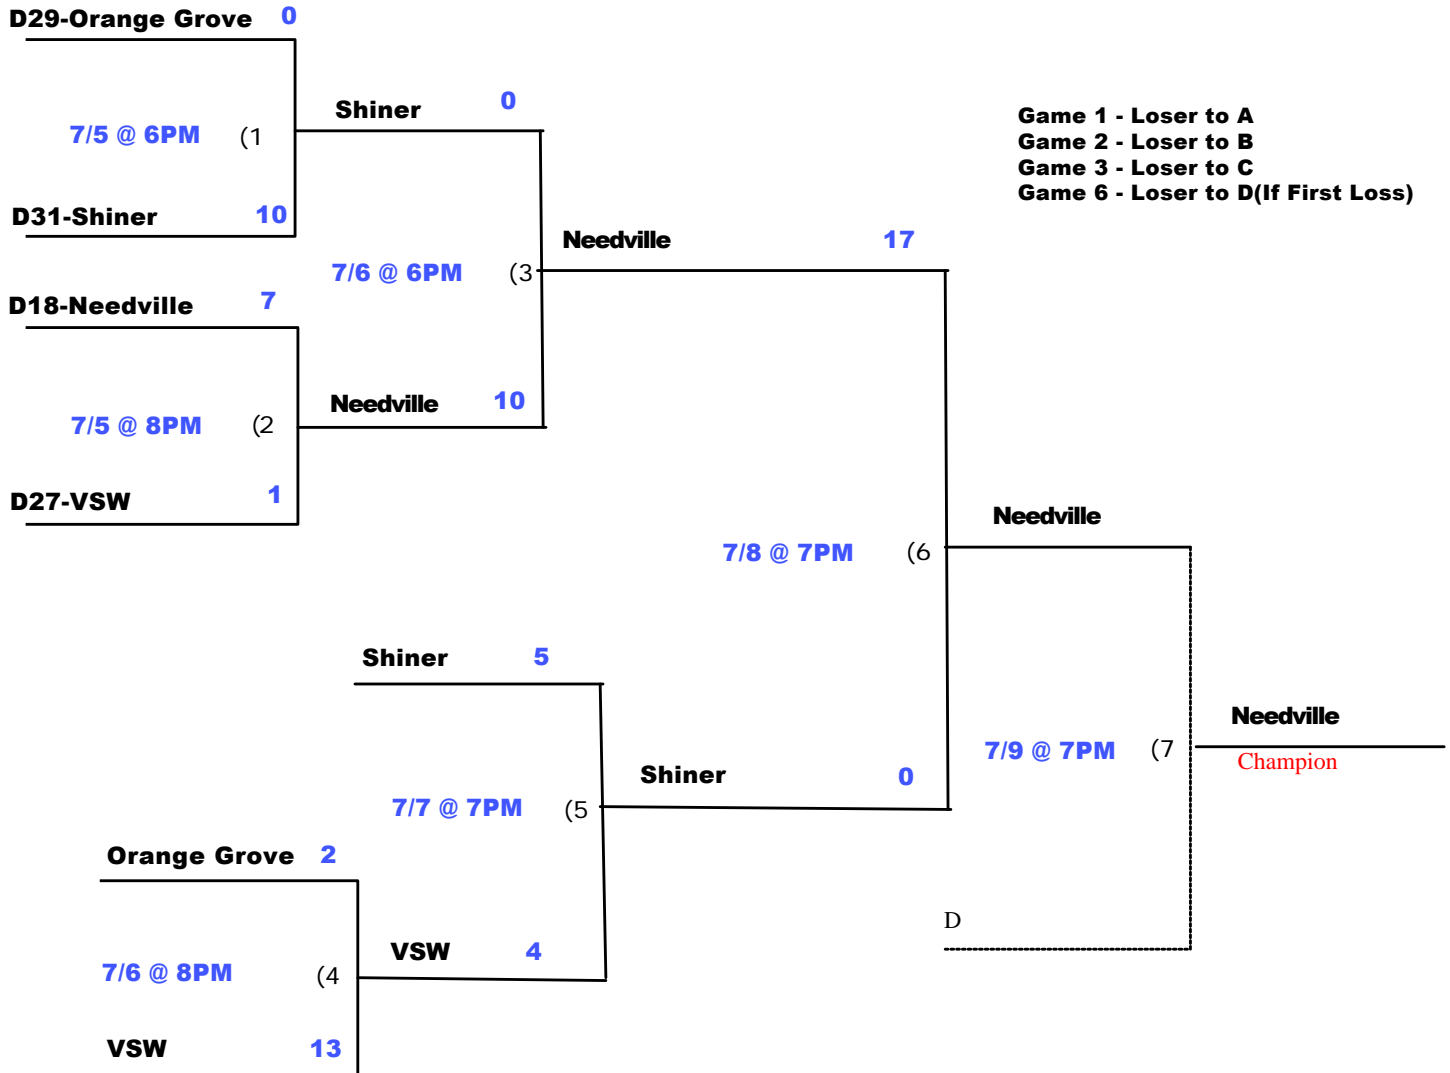 D29-Orange Grove 0
Shiner 0
7/5 @ 6PM (1
Game 1 - Loser to A
Game 2 - Loser to B
Game 3 - Loser to C
Game 6 - Loser to D(If First Loss)
D31-Shiner 10
Needville 17
7/6 @ 6PM (3
D18-Needville 7
Needville 10
7/5 @ 8PM (2
D27-VSW 1
Needville
7/8 @ 7PM (6
Shiner 5
Needville
Champion
7/9 @ 7PM (7
Shiner 0
7/7 @ 7PM (5
Orange Grove 2
D
VSW 4
7/6 @ 8PM (4
VSW 13